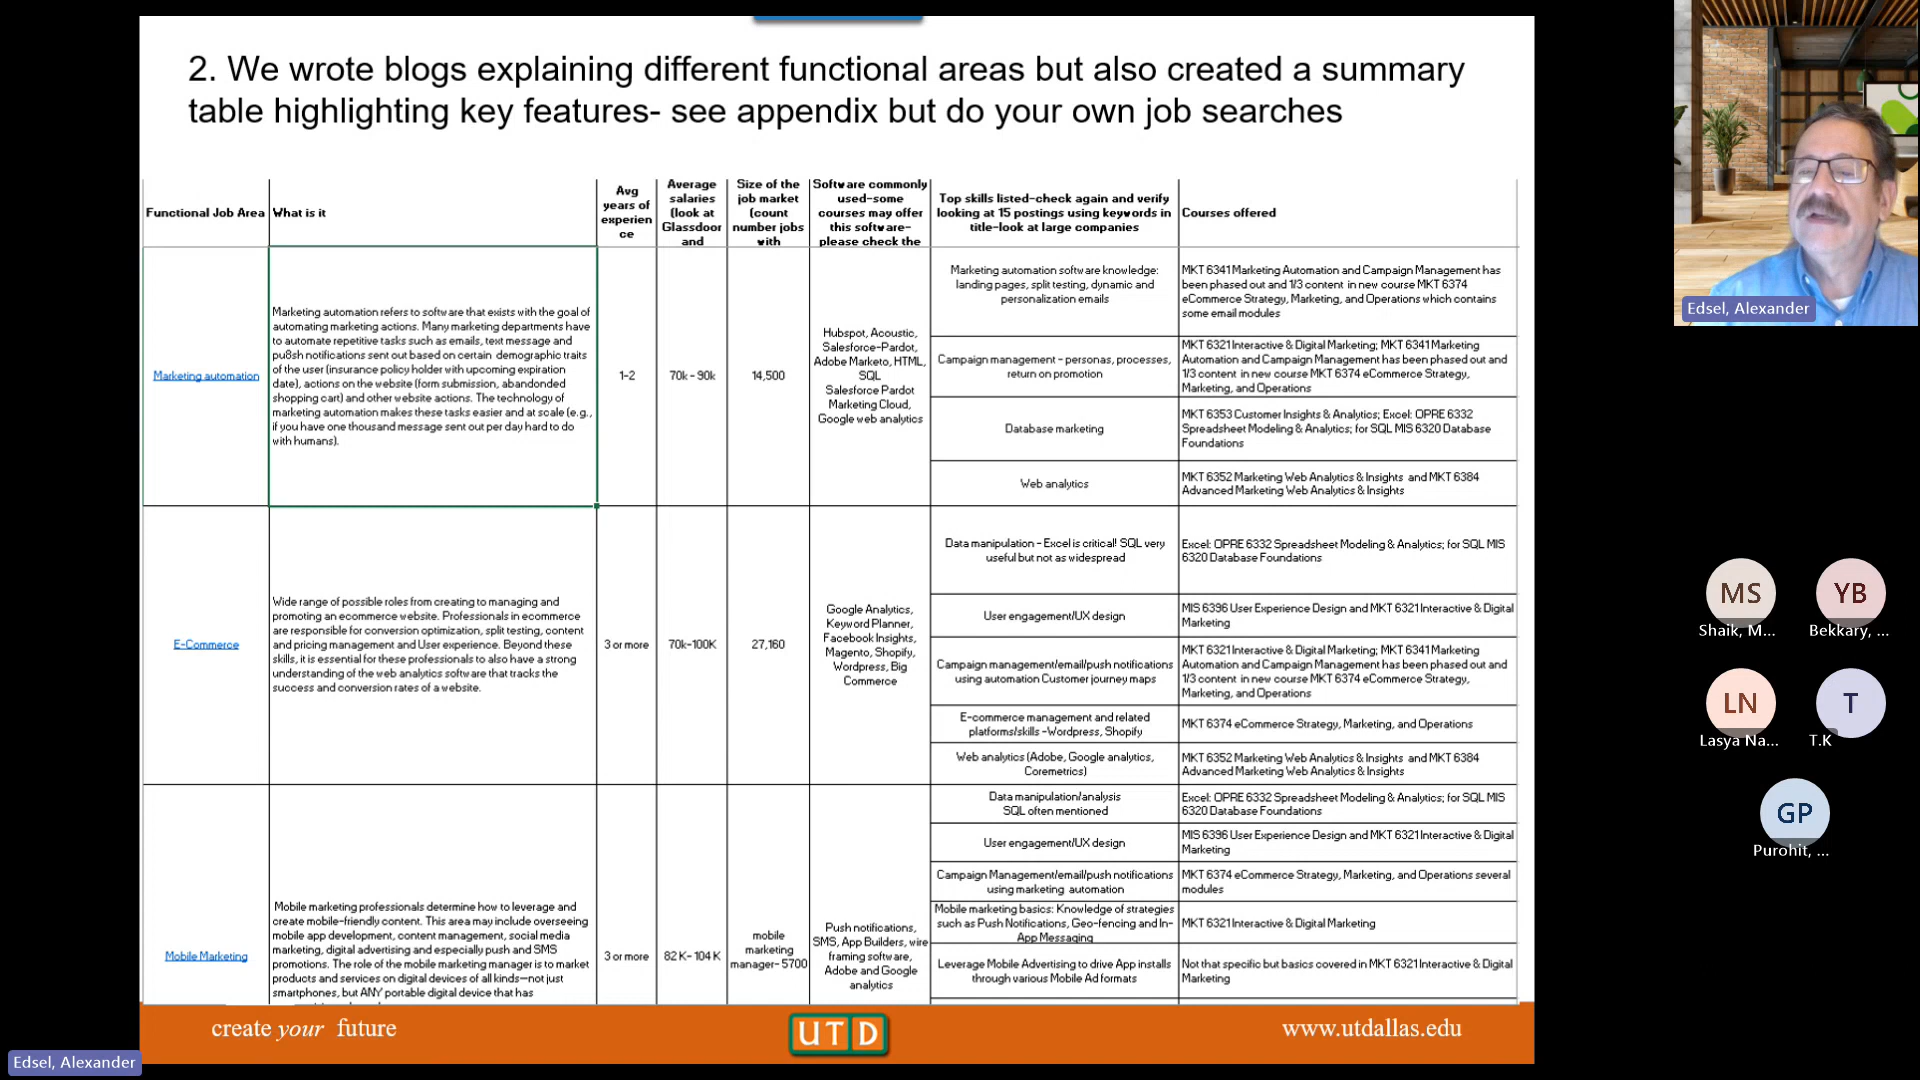 2. We wrote blogs explaining different functional areas but also created a summary
table highlighting key features- see appendix but do your own job searches
Functional Job Area
What is it
Avg
years of
experien
ce
Average
salaries
(look at
Glassdoor
and
Size of the
job market
(count
number jobs
with
Software commonly
used-some
courses may offer
this software-
please check the
Top skills listed-check again and verify
looking at 15 postings using keywords in
title-look at large companies
Courses offered
Marketing automation
Marketing automation refers to software that exists with the goal of
automating marketing actions. Many marketing departments have
to automate repetitive tasks such as emails, text message and
pu8sh notifications sent out based on certain demographic traits
of the user (insurance policy holder with upcoming expiration
date), actions on the website (form submission, abandonded
shopping cart) and other website actions. The technology of
marketing automation makes these tasks easier and at scale (e.g.,
if you have one thousand message sent out per day hard to do
with humans).
1-2
70k - 90k
14,500
Hubspot, Acoustic,
Salesforce-Pardot,
Adobe Marketo, HTML,
SQL
Salesforce Pardot
Marketing Cloud,
Google web analytics
Marketing automation software knowledge:
landing pages, split testing, dynamic and
personalization emails
MKT 6341 Marketing Automation and Campaign Management has
been phased out and 1/3 content in new course MKT 6374
eCommerce Strategy, Marketing, and Operations which contains
some email modules
Campaign management - personas, processes,
return on promotion
MKT 6321 Interactive & Digital Marketing; MKT 6341 Marketing
Automation and Campaign Management has been phased out and
1/3 content in new course MKT 6374 eCommerce Strategy,
Marketing, and Operations
Database marketing
MKT 6353 Customer Insights & Analytics; Excel: OPRE 6332
Spreadsheet Modeling & Analytics; for SQL MIS 6320 Database
Foundations
Web analytics
MKT 6352 Marketing Web Analytics & Insights and MKT 6384
Advanced Marketing Web Analytics & Insights
E-Commerce
Wide range of possible roles from creating to managing and
promoting an ecommerce website. Professionals in ecommerce
are responsible for conversion optimization, split testing, content
and pricing management and User experience. Beyond these
skills, it is essential for these professionals to also have a strong
understanding of the web analytics software that tracks the
success and conversion rates of a website.
3 or more
70k-100K
27,160
Google Analytics,
Keyword Planner,
Facebook Insights,
Magento, Shopify,
Wordpress, Big
Commerce
Data manipulation - Excel is critical! SQL very
useful but not as widespread
Excel: OPRE 6332 Spreadsheet Modeling & Analytics; for SQL MIS
6320 Database Foundations
User engagement/UX design
MIS 6396 User Experience Design and MKT 6321 Interactive & Digital
Marketing
Campaign management/email/push notifications
using automation Customer journey maps
MKT 6321 Interactive & Digital Marketing; MKT 6341 Marketing
Automation and Campaign Management has been phased out and
1/3 content in new course MKT 6374 eCommerce Strategy,
Marketing, and Operations
E-commerce management and related
platforms/skills -Wordpress, Shopify
MKT 6374 eCommerce Strategy, Marketing, and Operations
Web analytics (Adobe, Google analytics,
Coremetrics)
MKT 6352 Marketing Web Analytics & Insights and MKT 6384
Advanced Marketing Web Analytics & Insights
Mobile Marketing
Mobile marketing professionals determine how to leverage and
create mobile-friendly content. This area may include overseeing
mobile app development, content management, social media
marketing, digital advertising and especially push and SMS
promotions. The role of the mobile marketing manager is to market
products and services on digital devices of all kinds—not just
smartphones, but ANY portable digital device that has
3 or more
82 K- 104 K
mobile
marketing
manager- 5700
Push notifications,
SMS, App Builders, wire
framing software,
Adobe and Google
analytics
Data manipulation/analysis
SQL often mentioned
Excel: OPRE 6332 Spreadsheet Modeling & Analytics; for SQL MIS
6320 Database Foundations
User engagement/UX design
MIS 6396 User Experience Design and MKT 6321 Interactive & Digital
Marketing
Campaign Management/email/push notifications
using marketing automation
MKT 6374 eCommerce Strategy, Marketing, and Operations several
modules
Mobile marketing basics: Knowledge of strategies
such as Push Notifications, Geo-fencing and In-
App Messaging
MKT 6321 Interactive & Digital Marketing
Leverage Mobile Advertising to drive App installs
through various Mobile Ad formats
Not that specific but basics covered in MKT 6321 Interactive & Digital
Marketing
create your future
UTD
www.utdallas.edu
Edsel, Alexander
Edsel, Alexander
MS
Shaik, M...
YB
Bekkary, ...
LN
Lasya Na...
T
T.K
GP
Purohit, ...